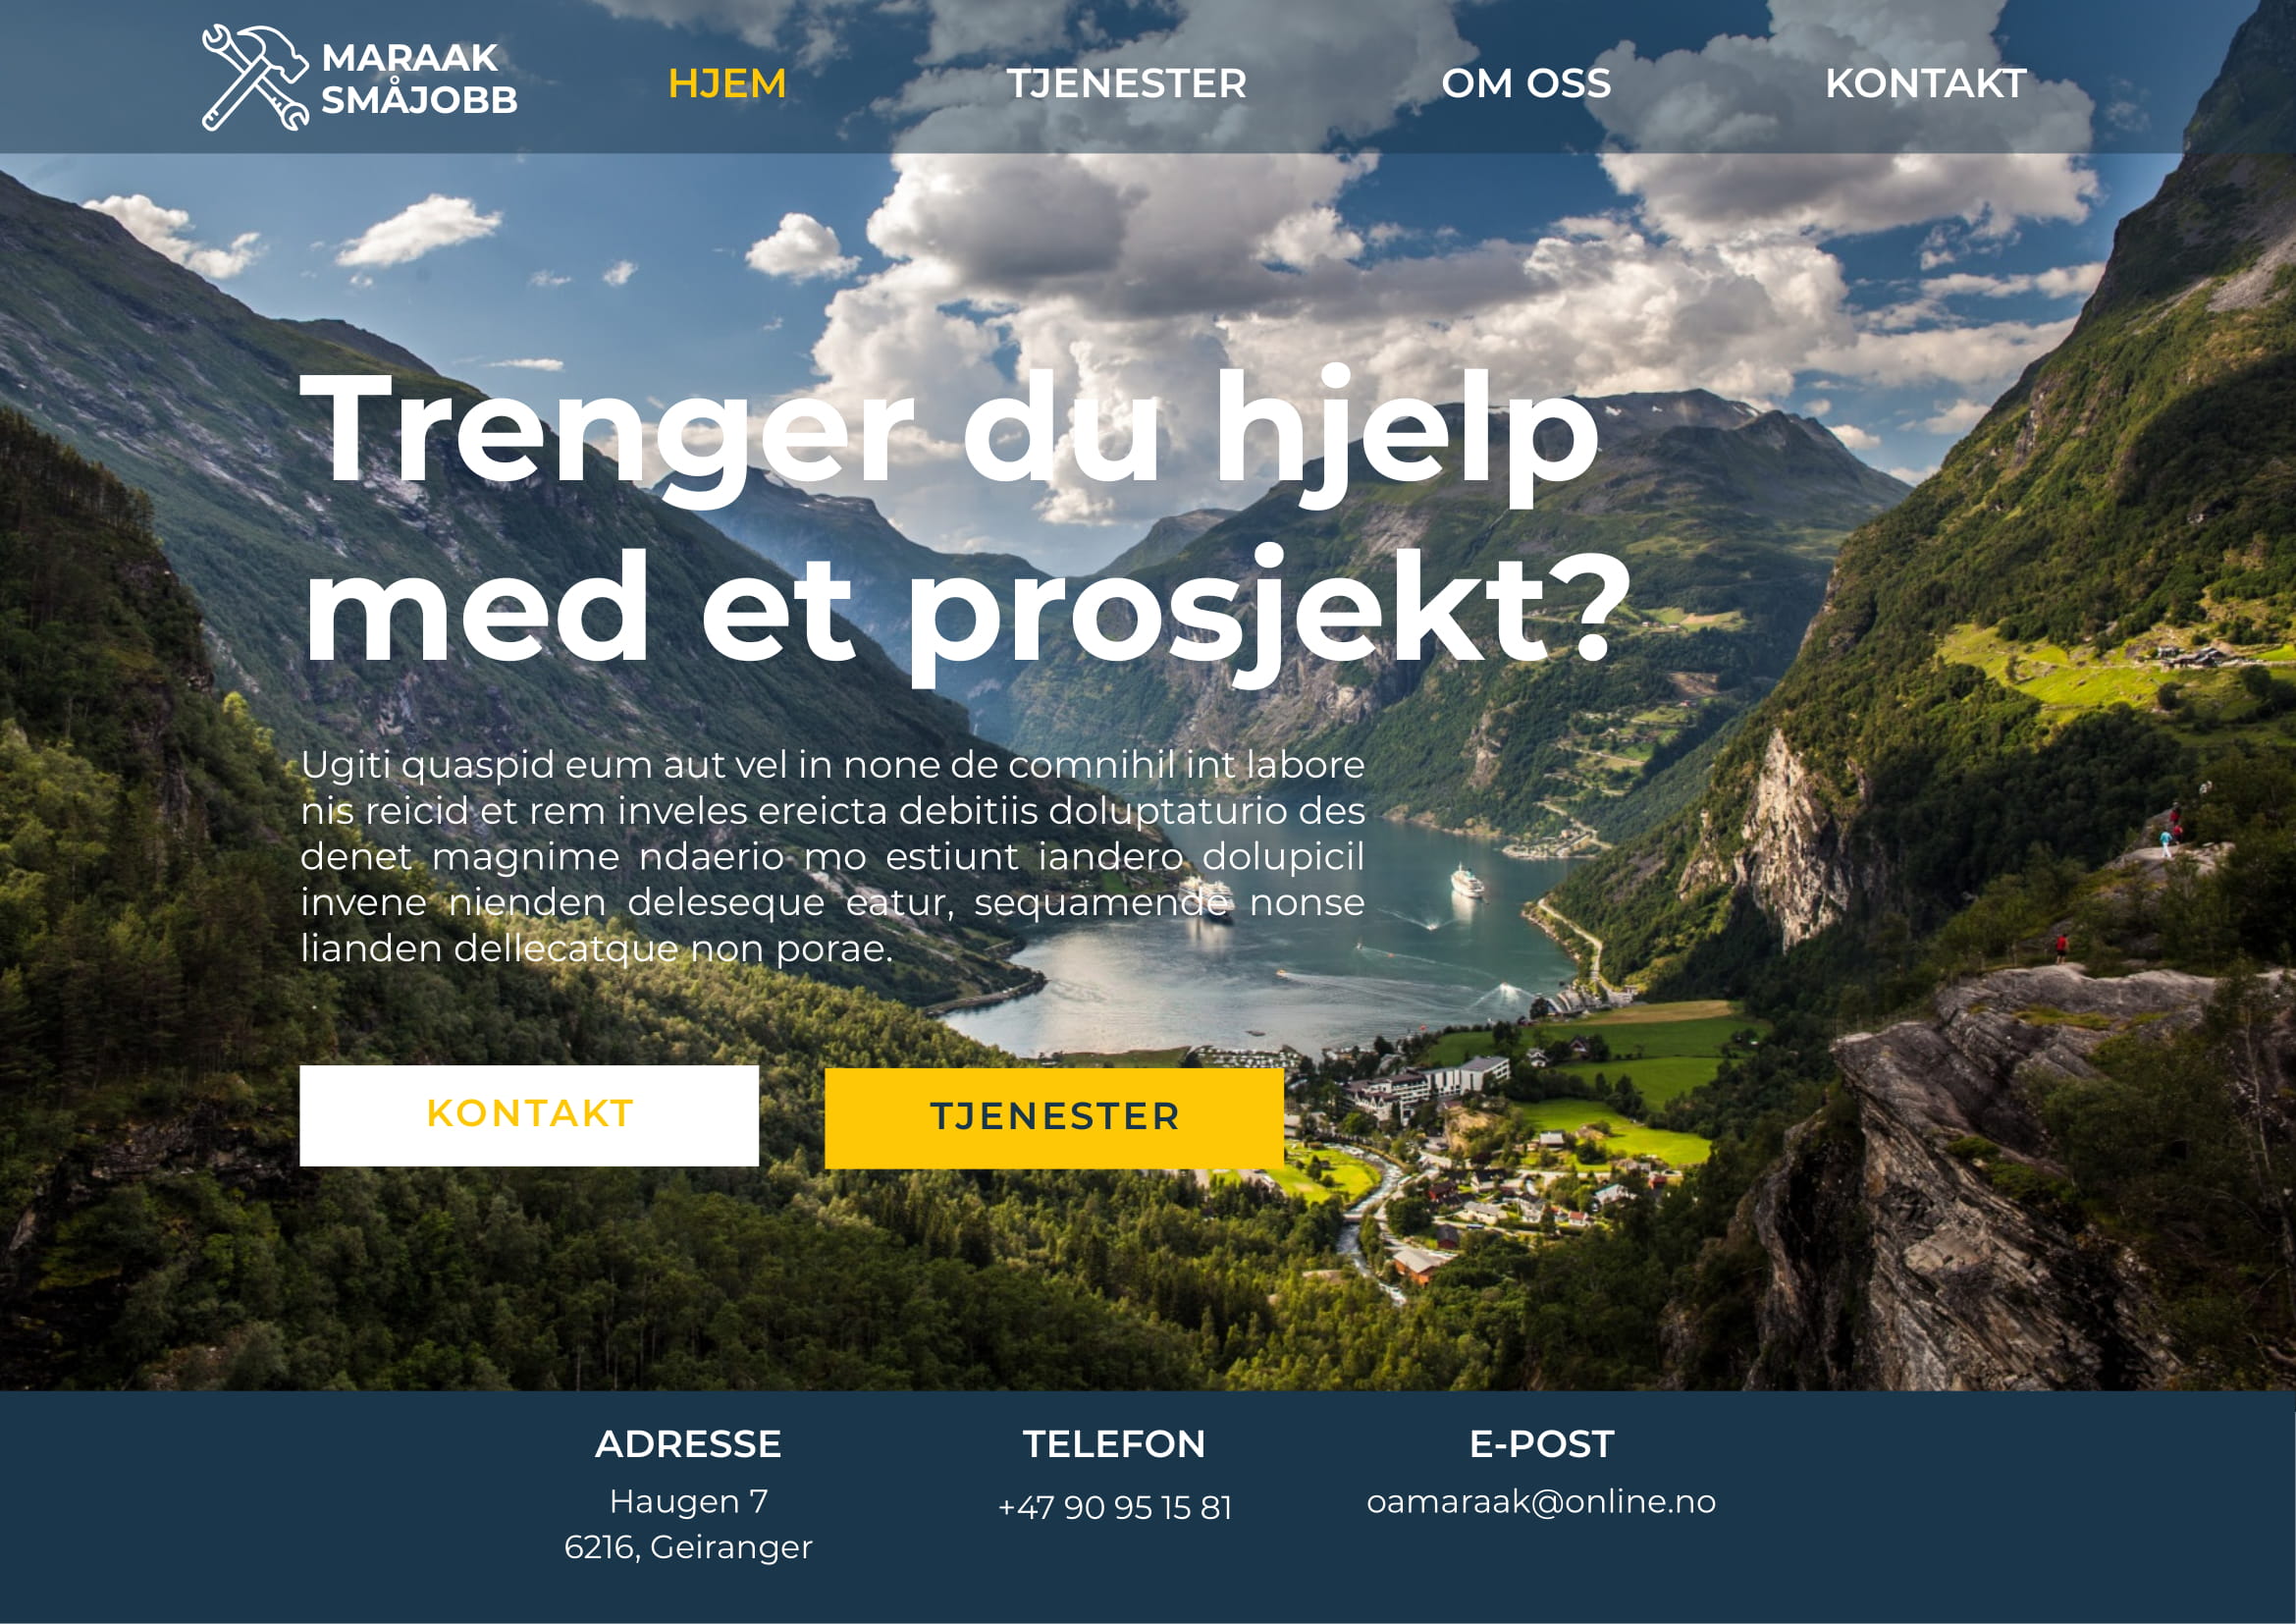 MARAAK
SMÅJOBB
HJEM
TJENESTER
OM OSS
KONTAKT
Trenger du hjelp
med et prosjekt?
Ugiti quaspid eum aut vel in none de comnihil int labore
nis reicid et rem inveles ereicta debitiis doluptaturio des
denet magnime ndaerio mo estiunt iandero dolupicil
invene nienden deleseque eatur, sequamende nonse
lianden dellecatque non porae.
KONTAKT
TJENESTER
ADRESSE
Haugen 7
6216, Geiranger
TELEFON
+47 90 95 15 81
E-POST
oamaraak@online.no